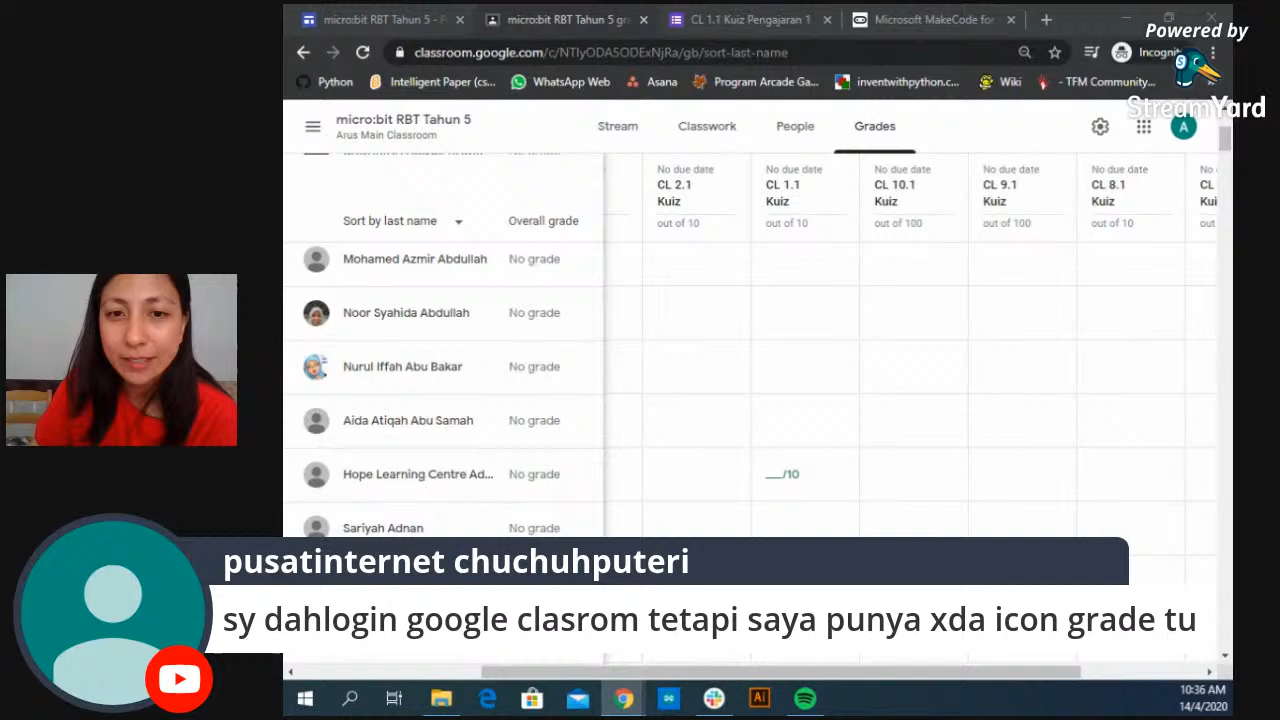 micro:bit RBT Tahun 5 - F
micro:bit RBT Tahun 5 gra
CL 1.1 Kuiz Pengajaran 1
Microsoft MakeCode for
Powered by
StreamYard
classroom.google.com/c/NTIyODA5ODExNjRa/gb/sort-last-name
Incognito
Python
Intelligent Paper (cs...
WhatsApp Web
Asana
Program Arcade Ga...
inventwithpython.c...
Wiki
- TFM Community...
micro:bit RBT Tahun 5
Arus Main Classroom
Stream
Classwork
People
Grades
A
No due date
CL 2.1
Kuiz
out of 10
No due date
CL 1.1
Kuiz
out of 10
No due date
CL 10.1
Kuiz
out of 100
No due date
CL 9.1
Kuiz
out of 100
No due date
CL 8.1
Kuiz
out of 10
No d
CL
Kui
out
Sort by last name
Overall grade
Mohamed Azmir Abdullah No grade
Noor Syahida Abdullah No grade
Nurul Iffah Abu Bakar No grade
Aida Atiqah Abu Samah No grade
Hope Learning Centre Ad... No grade
___/10
Sariyah Adnan No grade
pusatinternet chuchuhputeri
sy dahlogin google clasrom tetapi saya punya xda icon grade tu
10:36 AM
14/4/2020